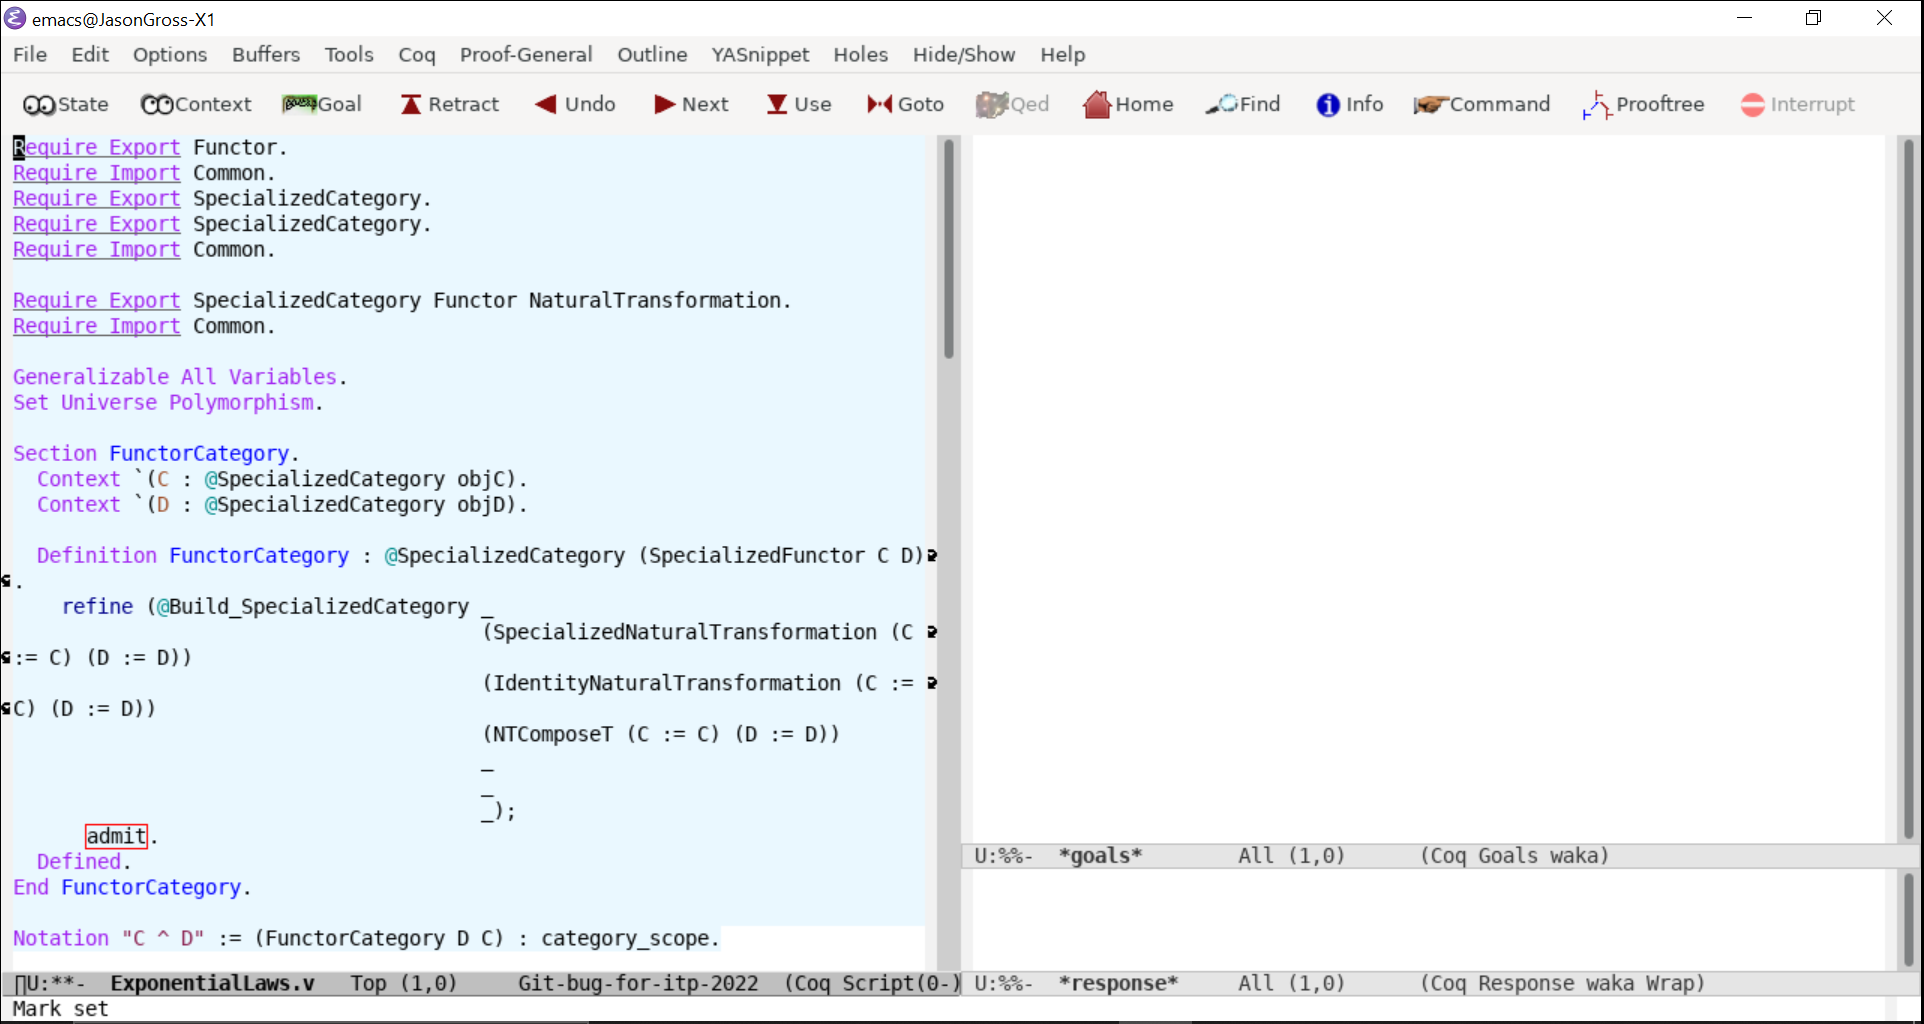 emacs@JasonGross-X1
File Edit Options Buffers Tools Coq Proof-General Outline YASnippet Holes Hide/Show Help
State Context Goal Retract Undo Next Use Goto Qed Home Find Info Command Prooftree Interrupt
Require Export Functor.
Require Import Common.
Require Export SpecializedCategory.
Require Export SpecializedCategory.
Require Import Common.
Require Export SpecializedCategory Functor NaturalTransformation.
Require Import Common.
Generalizable All Variables.
Set Universe Polymorphism.
Section FunctorCategory.
Context `(C : @SpecializedCategory objC).
Context `(D : @SpecializedCategory objD).
Definition FunctorCategory : @SpecializedCategory (SpecializedFunctor C D)
.
refine (@Build_SpecializedCategory _
(SpecializedNaturalTransformation (C
:= C) (D := D))
(IdentityNaturalTransformation (C :=
C) (D := D))
(NTComposeT (C := C) (D := D))
_
_
_);
admit.
Defined.
End FunctorCategory.
Notation "C ^ D" := (FunctorCategory D C) : category_scope.
U:**- ExponentialLaws.v Top (1,0) Git-bug-for-itp-2022 (Coq Script(0-)
Mark set
U:%%- *goals* All (1,0) (Coq Goals waka)
U:%%- *response* All (1,0) (Coq Response waka Wrap)